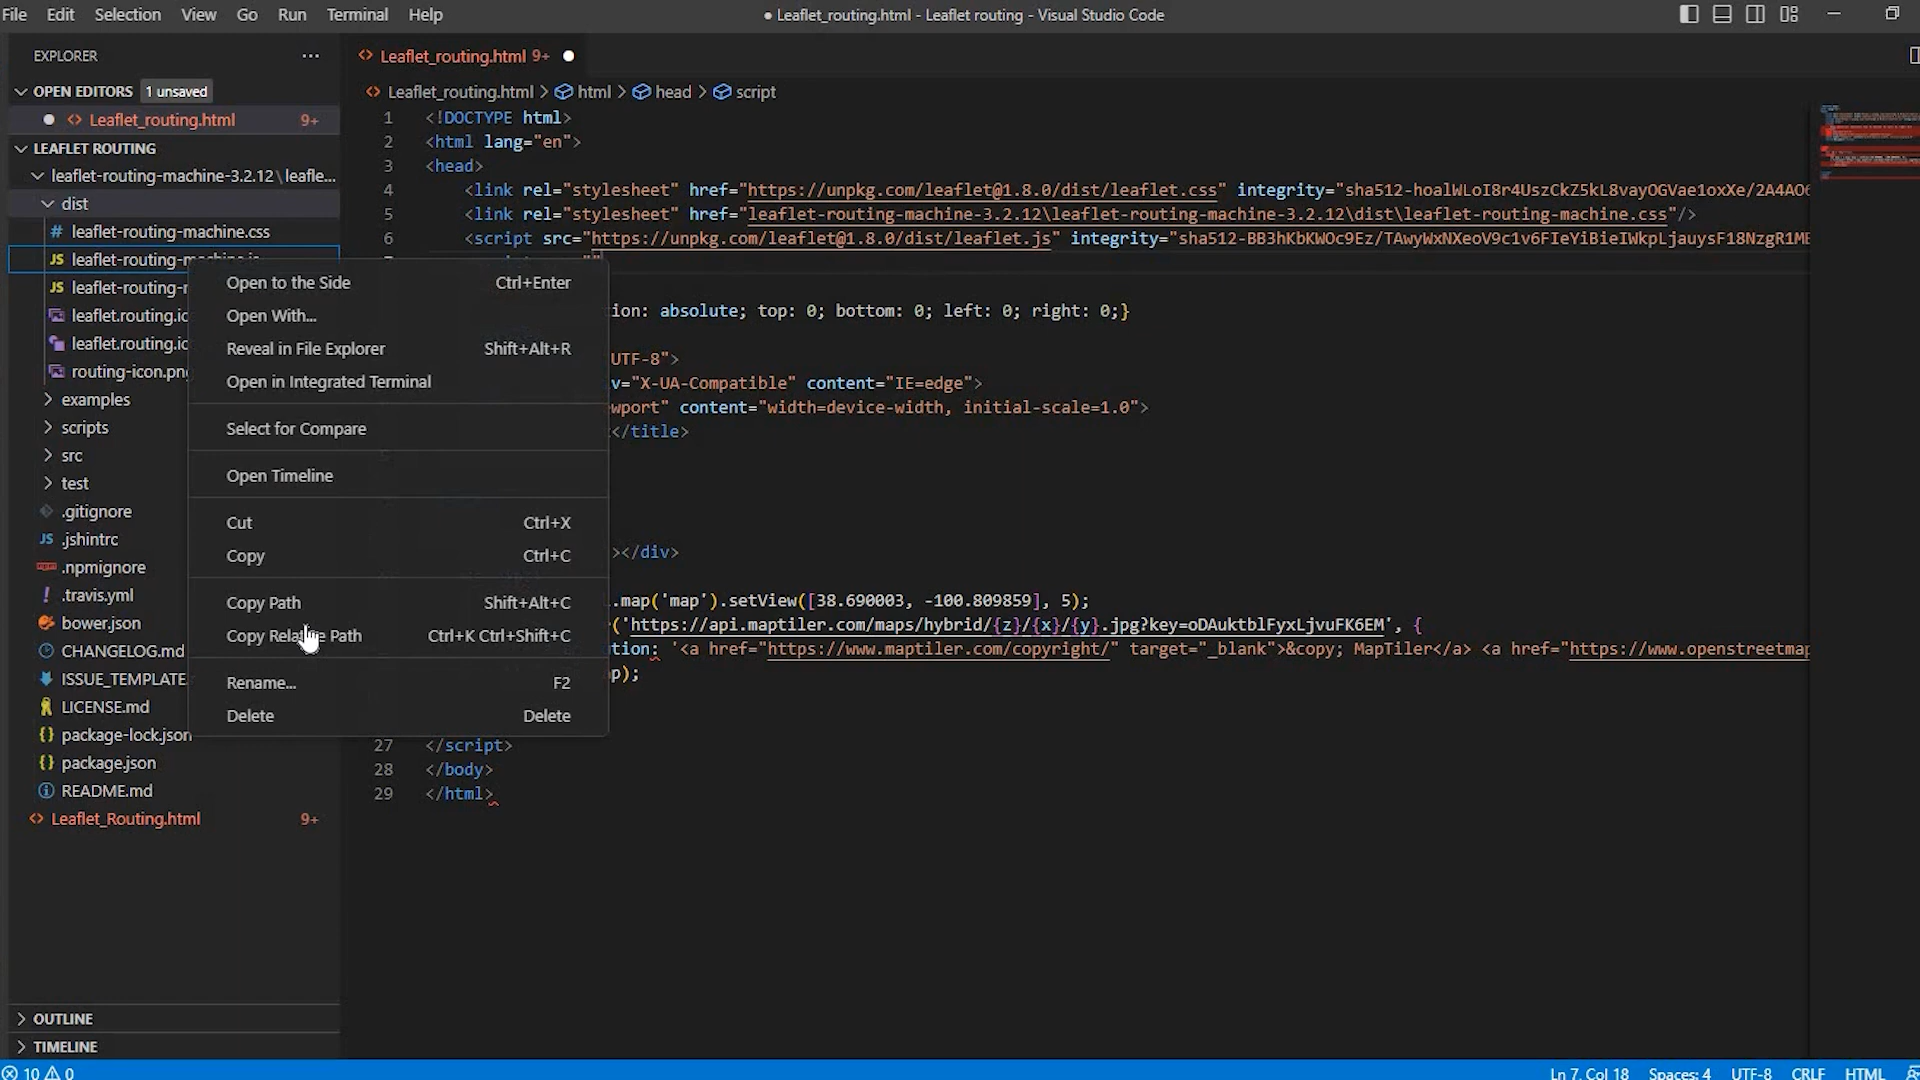 File Edit Selection View Go Run Terminal Help ● Leaflet_routing.html - Leaflet routing - Visual Studio Code
EXPLORER ...
OPEN EDITORS 1 unsaved
Leaflet_routing.html 9+
LEAFLET ROUTING
leaflet-routing-machine-3.2.12 \ leafle...
dist
# leaflet-routing-machine.css
JS leaflet-routing-machine.js
JS leaflet-routing-
leaflet.routing.ic
leaflet.routing.ic
routing-icon.png
examples
scripts
src
test
.gitignore
JS .jshintrc
.npmignore
! .travis.yml
bower.json
CHANGELOG.md
ISSUE_TEMPLATE.
LICENSE.md
{} package-lock.json
{} package.json
README.md
<> Leaflet_Routing.html 9+
OUTLINE
TIMELINE
Open to the Side Ctrl+Enter
Open With...
Reveal in File Explorer Shift+Alt+R
Open in Integrated Terminal
Select for Compare
Open Timeline
Cut Ctrl+X
Copy Ctrl+C
Copy Path Shift+Alt+C
Copy Relative Path Ctrl+K Ctrl+Shift+C
Rename... F2
Delete Delete
<> Leaflet_routing.html 9+ ●
<> Leaflet_routing.html > html > head > script
1 <!DOCTYPE html>
2 <html lang="en">
3 <head>
4 <link rel="stylesheet" href="https://unpkg.com/leaflet@1.8.0/dist/leaflet.css" integrity="sha512-hoalWLoI8r4UszCkZ5kL8vayOGVae1oxXe/2A4AO6
5 <link rel="stylesheet" href="leaflet-routing-machine-3.2.12\leaflet-routing-machine-3.2.12\dist\leaflet-routing-machine.css"/>
6 <script src="https://unpkg.com/leaflet@1.8.0/dist/leaflet.js" integrity="sha512-BB3hKbKWOc9Ez/TAwyWxNXeoV9c1v6FIeYiBieIWkpLjauysF18NzgR1MB
ion: absolute; top: 0; bottom: 0; left: 0; right: 0;}
UTF-8">
v="X-UA-Compatible" content="IE=edge">
wport" content="width=device-width, initial-scale=1.0">
</title>
></div>
.map('map').setView([38.690003, -100.809859], 5);
('https://api.maptiler.com/maps/hybrid/{z}/{x}/{y}.jpg?key=oDAuktblFyxLjvuFK6EM', {
tion: '<a href="https://www.maptiler.com/copyright/" target="_blank">&copy; MapTiler</a> <a href="https://www.openstreetmap
p);
27 </script>
28 </body>
29 </html>
10 0 Ln 7, Col 18 Spaces: 4 UTF-8 CRLF HTML